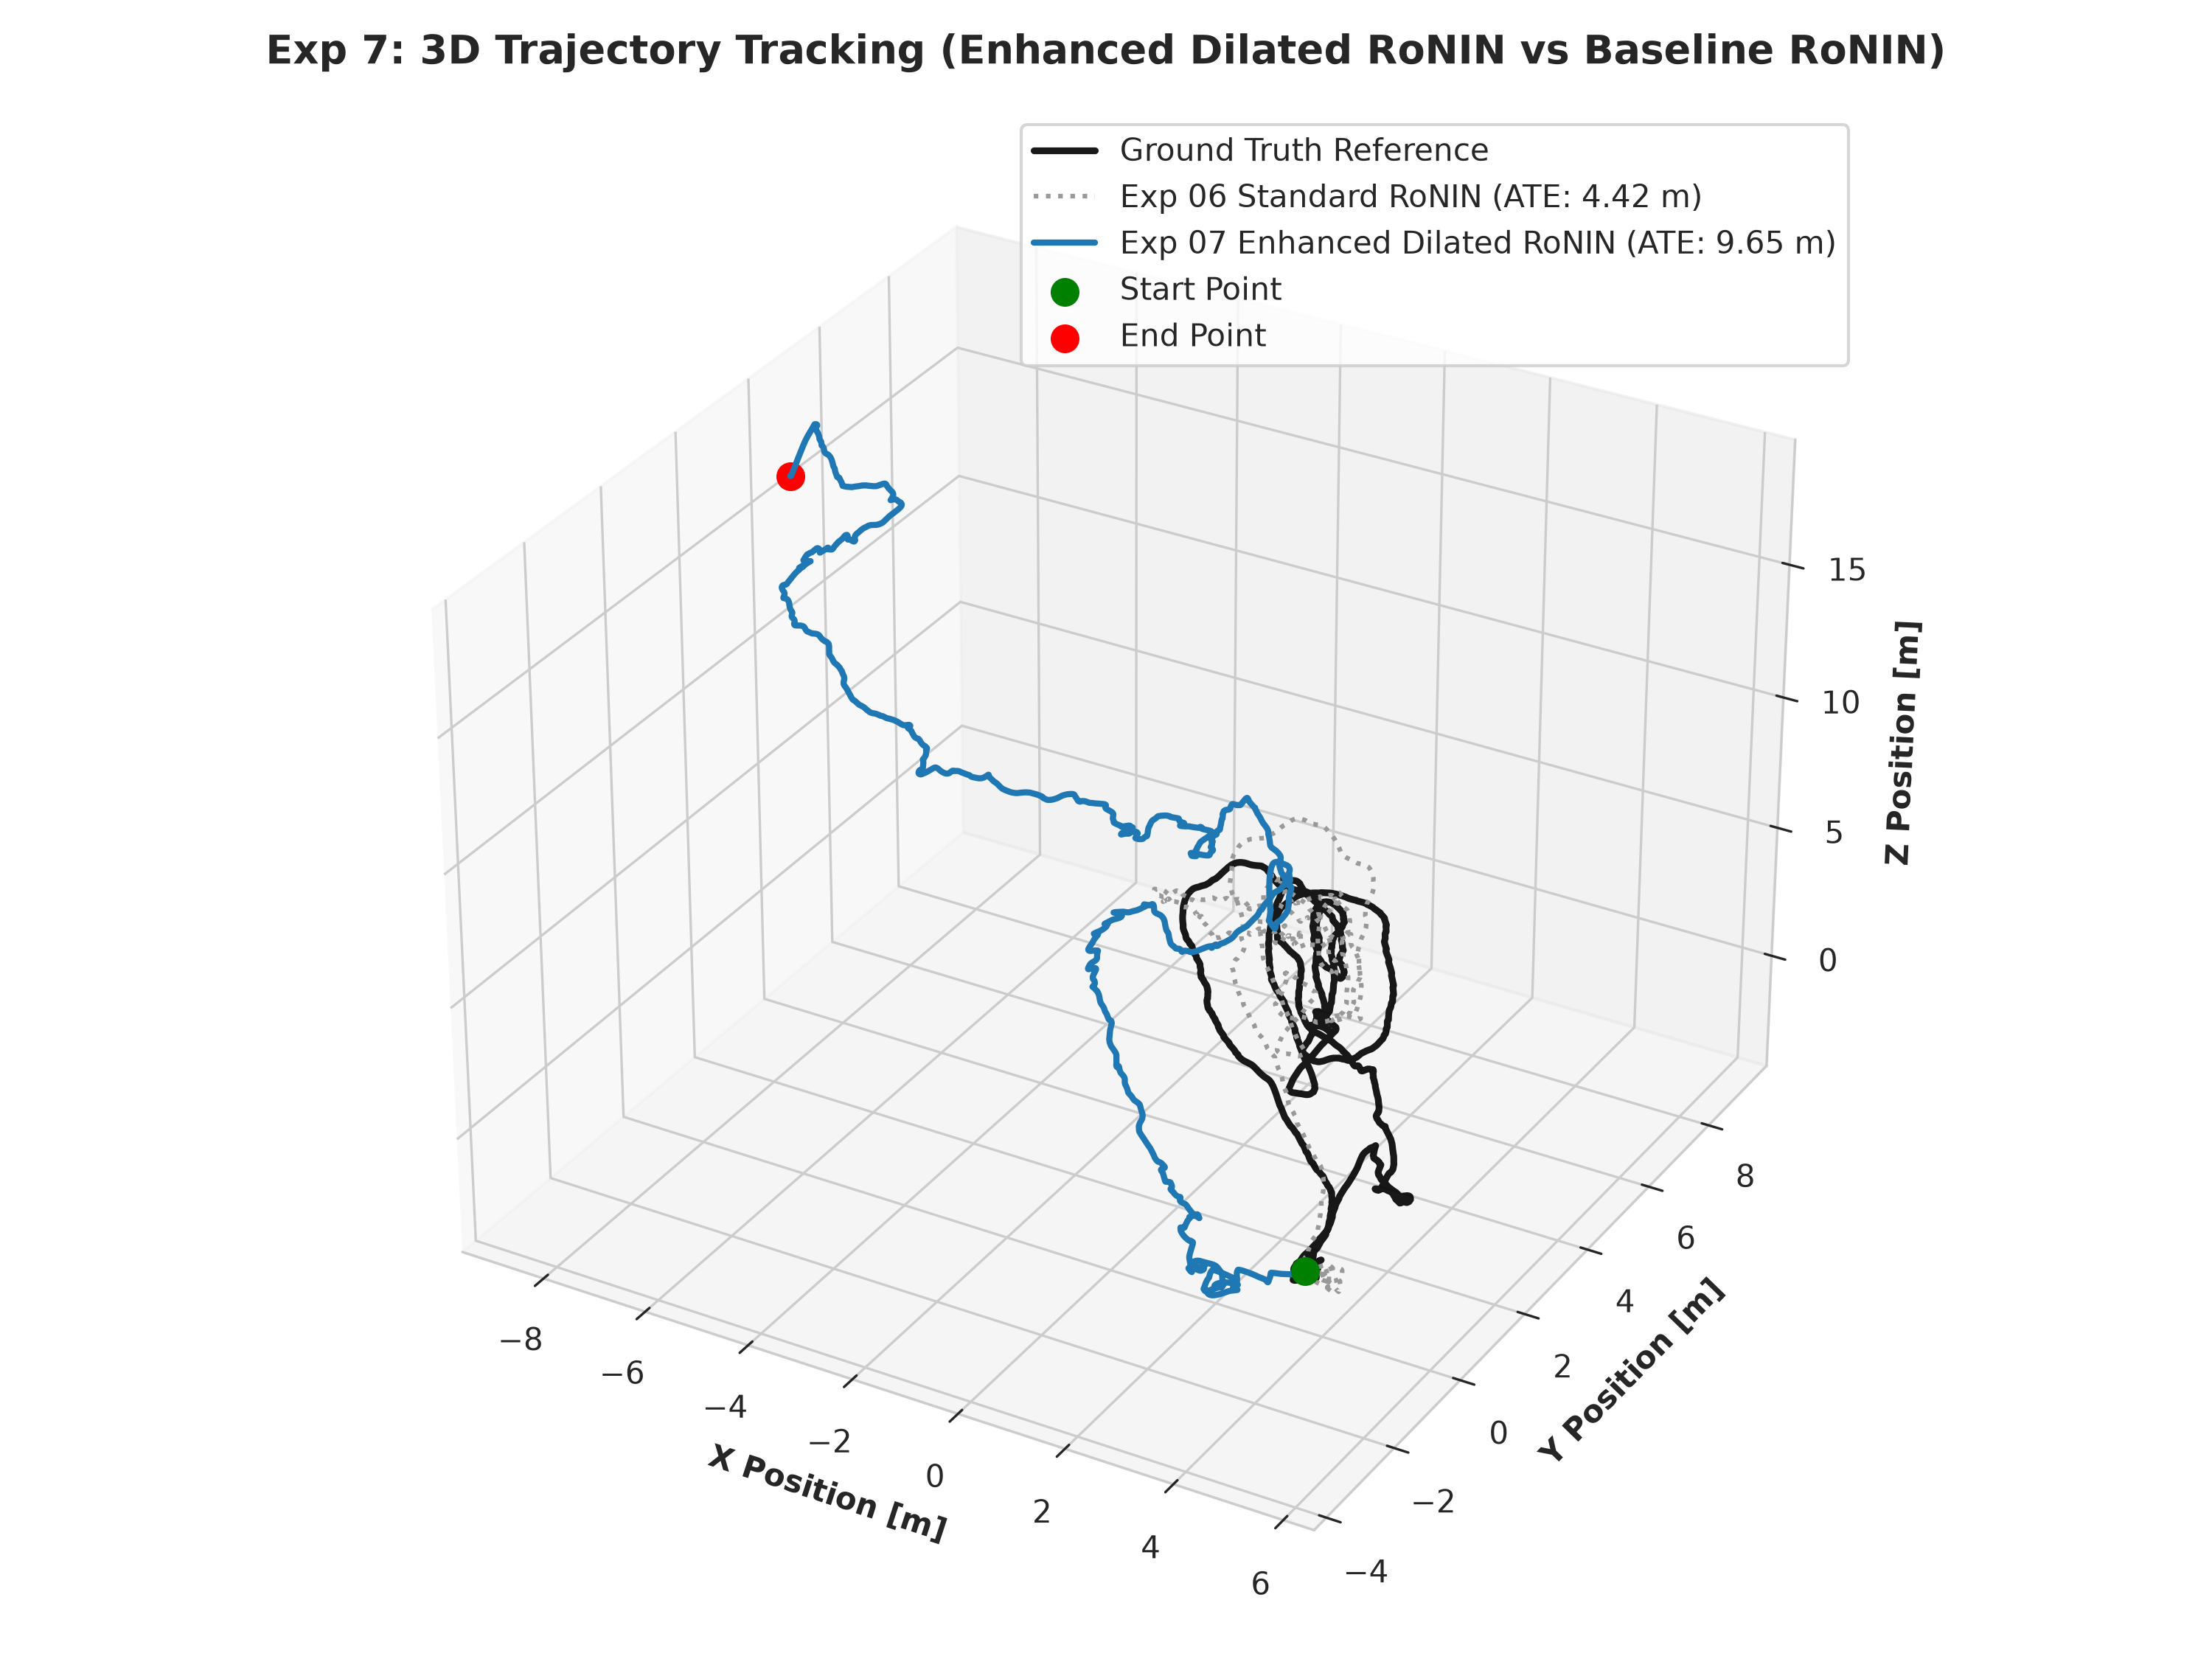 Exp 7: 3D Trajectory Tracking (Enhanced Dilated RoNIN vs Baseline RoNIN)
Ground Truth Reference
Exp 06 Standard RoNIN (ATE: 4.42 m)
Exp 07 Enhanced Dilated RoNIN (ATE: 9.65 m)
Start Point
End Point
15
10
5
0
Z Position [m]
8
6
4
2
0
−2
−4
Y Position [m]
−8
−6
−4
−2
0
2
4
6
X Position [m]